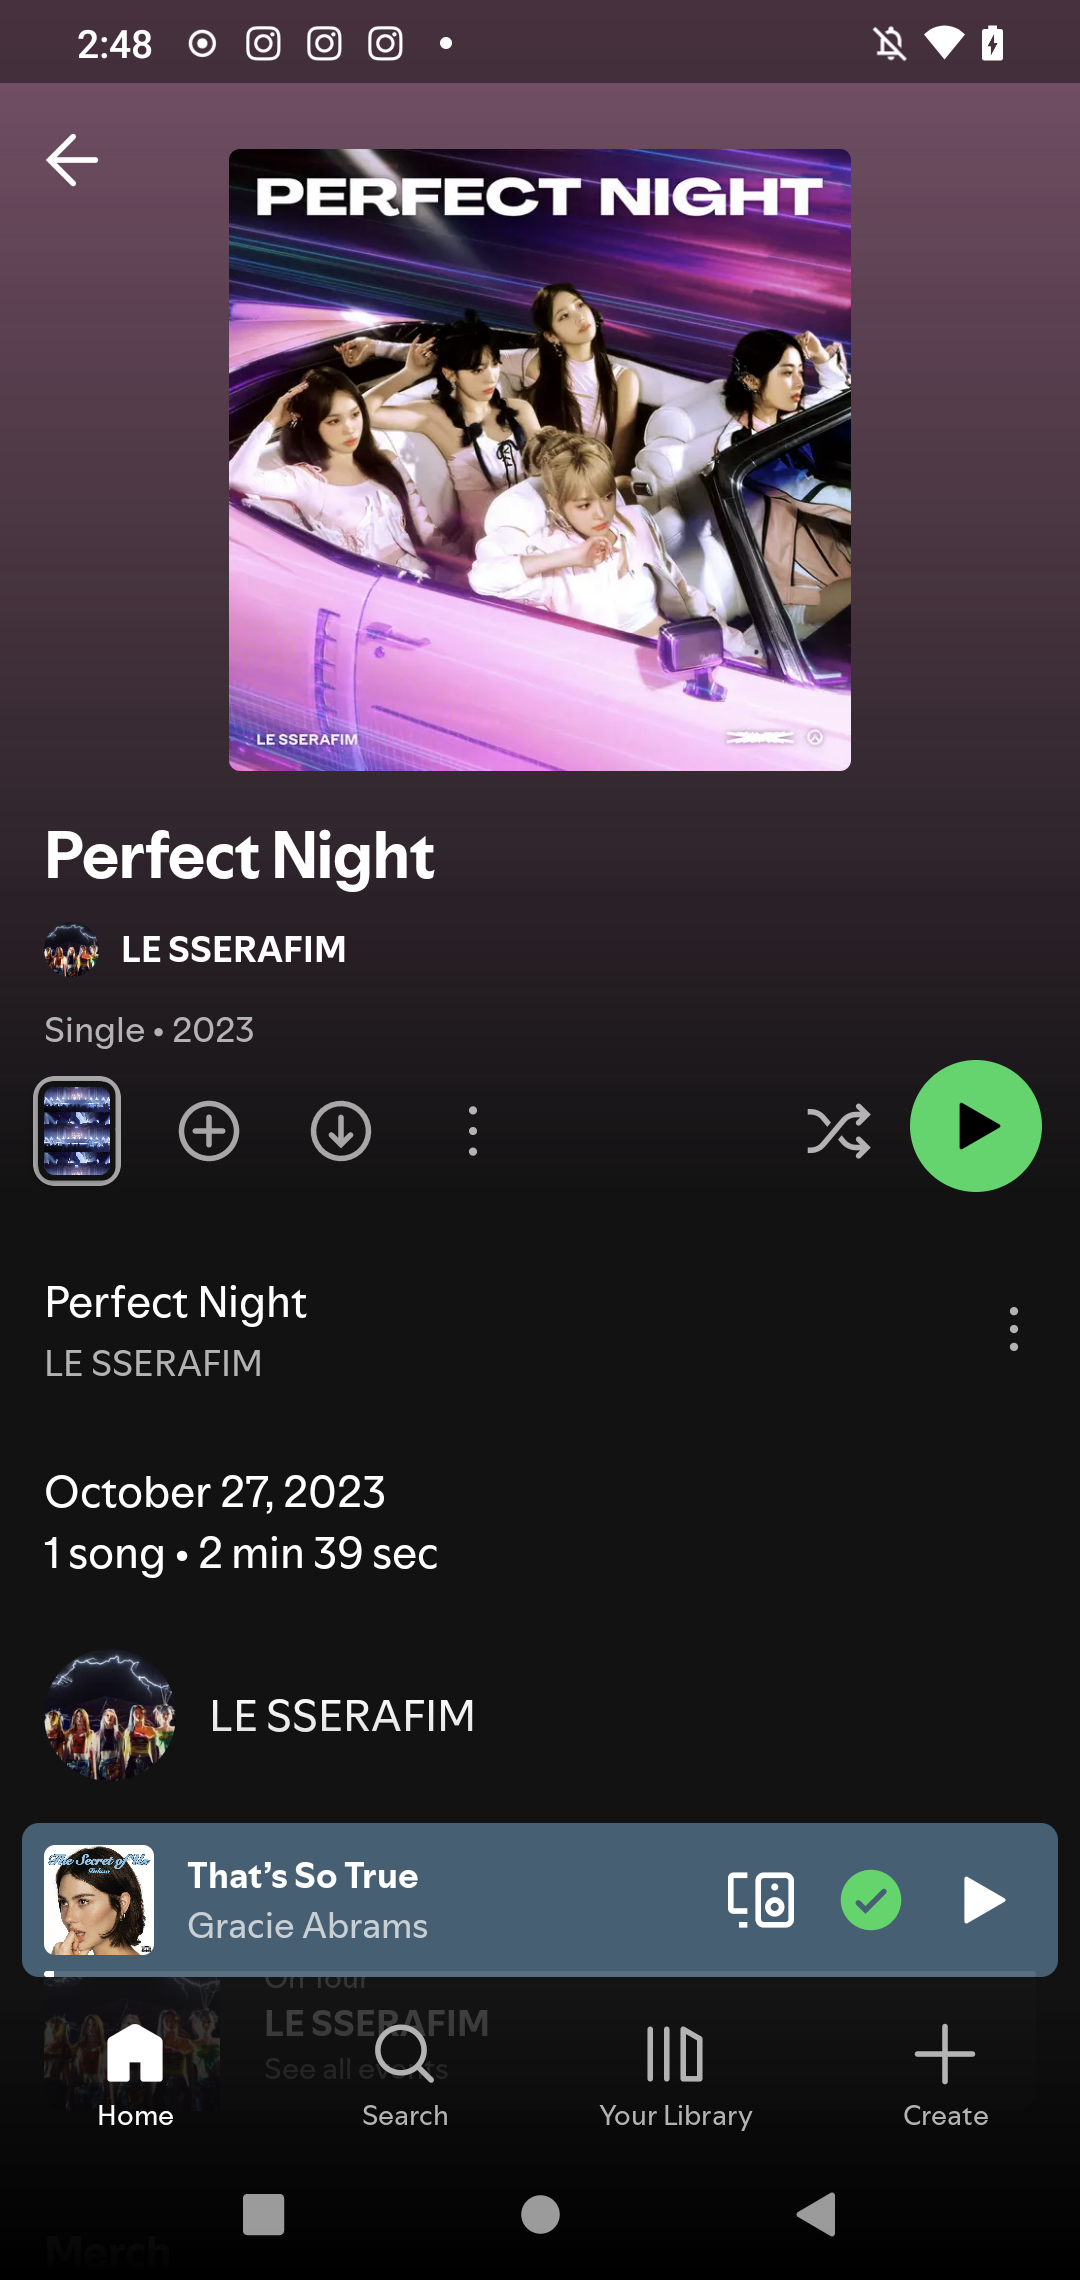 2:48
PERFECT NIGHT
LE SSERAFIM
Perfect Night
LE SSERAFIM
Single • 2023
Perfect Night
LE SSERAFIM
October 27, 2023
1 song • 2 min 39 sec
LE SSERAFIM
The Secret of Us
That's So True
Gracie Abrams
On Tour
LE SSERAFIM
See all events
Home
Search
Your Library
Create
Merch